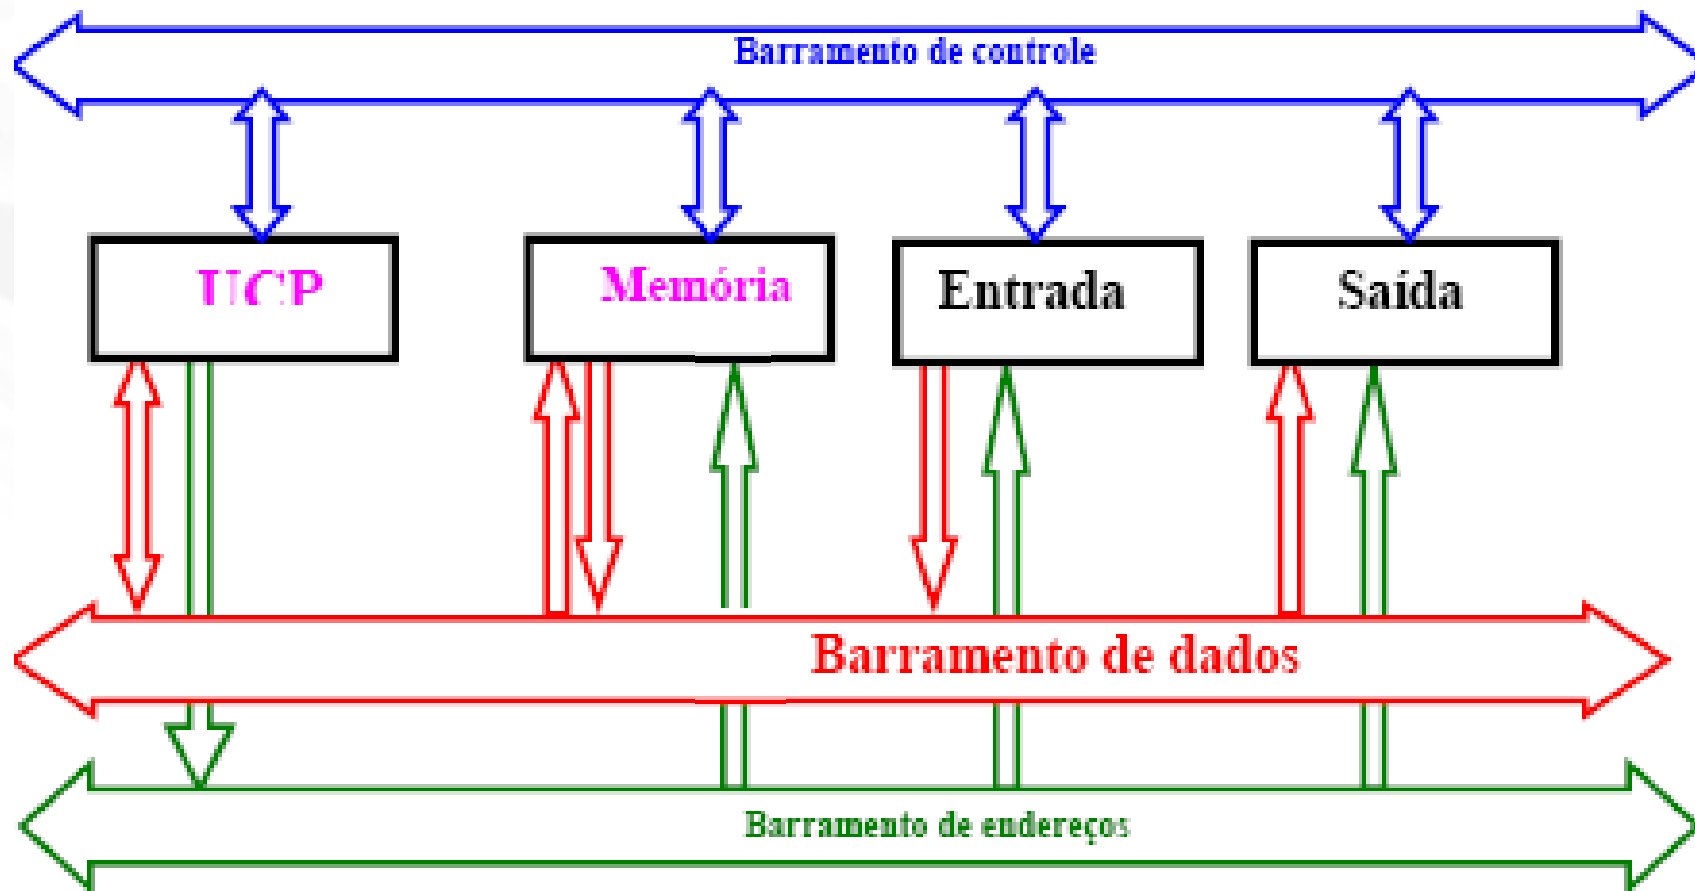 Barramento de controle
UCP
Memória
Entrada
Saída
Barramento de dados
Barramento de endereços